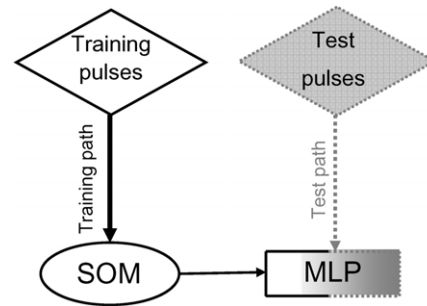 Training
pulses
Test
pulses
Training path
Test path
SOM
MLP